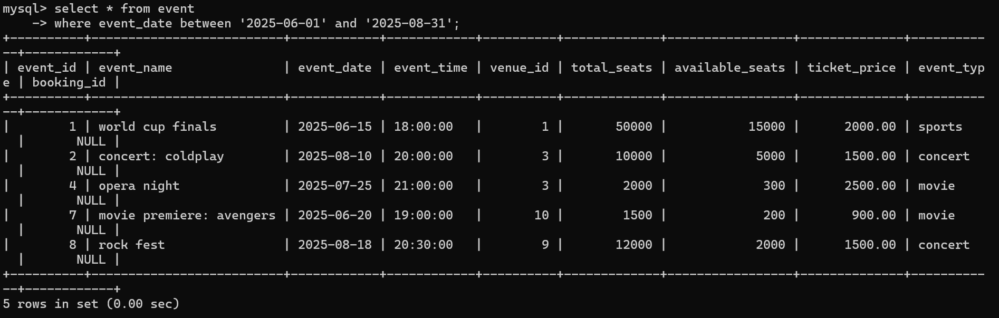 mysql> select * from event
    -> where event_date between '2025-06-01' and '2025-08-31';
+----------+--------------------------+------------+------------+----------+-------------+-----------------+--------------+----------
--+------------+
| event_id | event_name               | event_date | event_time | venue_id | total_seats | available_seats | ticket_price | event_typ
e | booking_id |
+----------+--------------------------+------------+------------+----------+-------------+-----------------+--------------+----------
--+------------+
|        1 | world cup finals         | 2025-06-15 | 18:00:00   |        1 |       50000 |           15000 |      2000.00 | sports
  |       NULL |
|        2 | concert: coldplay        | 2025-08-10 | 20:00:00   |        3 |       10000 |            5000 |      1500.00 | concert
  |       NULL |
|        4 | opera night              | 2025-07-25 | 21:00:00   |        3 |        2000 |             300 |      2500.00 | movie
  |       NULL |
|        7 | movie premiere: avengers | 2025-06-20 | 19:00:00   |       10 |        1500 |             200 |       900.00 | movie
  |       NULL |
|        8 | rock fest                | 2025-08-18 | 20:30:00   |        9 |       12000 |            2000 |      1500.00 | concert
  |       NULL |
+----------+--------------------------+------------+------------+----------+-------------+-----------------+--------------+----------
--+------------+
5 rows in set (0.00 sec)